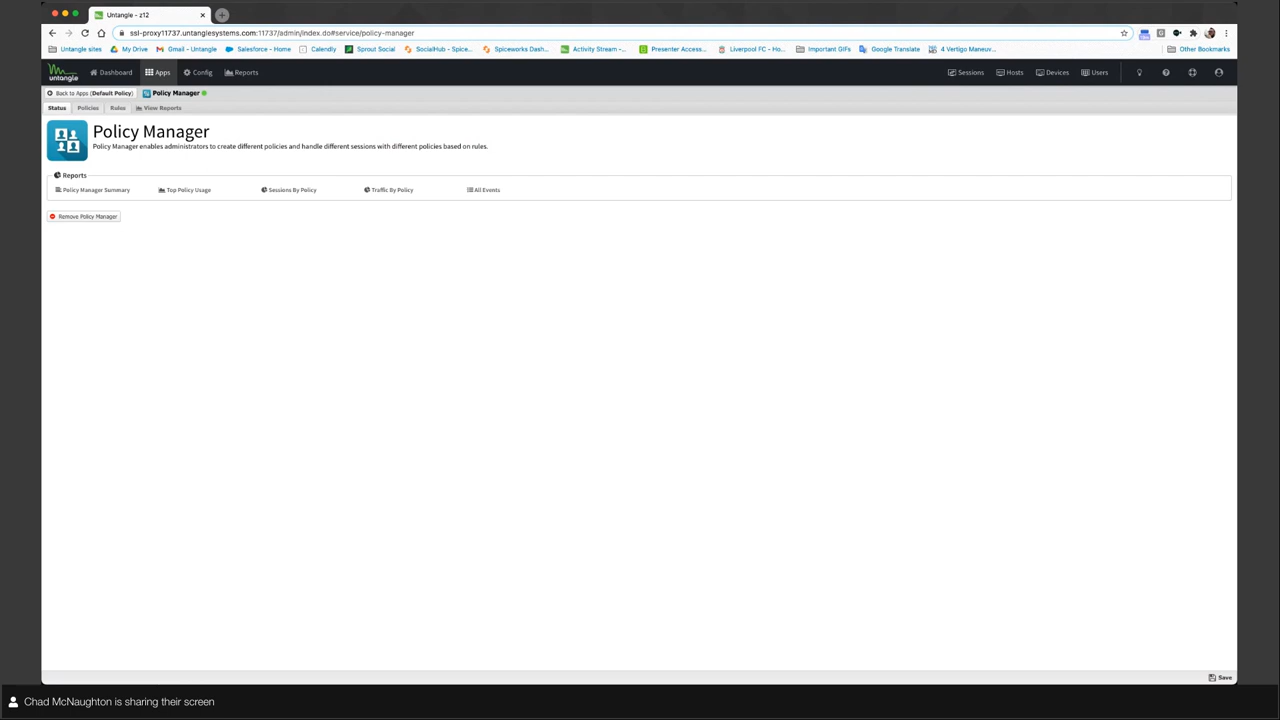 Untangle - z12
ssl-proxy11737.untanglesystems.com:11737/admin/index.do#service/policy-manager
Untangle sites My Drive Gmail - Untangle Salesforce - Home Calendly Sprout Social SocialHub - Spice... Spiceworks Dash... Activity Stream -... Presenter Access... Liverpool FC - Ho... Important GIFs Google Translate 4 Vertigo Maneuv... Other Bookmarks
untangle Dashboard Apps Config Reports Sessions Hosts Devices Users
Back to Apps (Default Policy) Policy Manager
Status Policies Rules View Reports
Policy Manager
Policy Manager enables administrators to create different policies and handle different sessions with different policies based on rules.
Reports
Policy Manager Summary Top Policy Usage Sessions By Policy Traffic By Policy All Events
Remove Policy Manager
Save
Chad McNaughton is sharing their screen